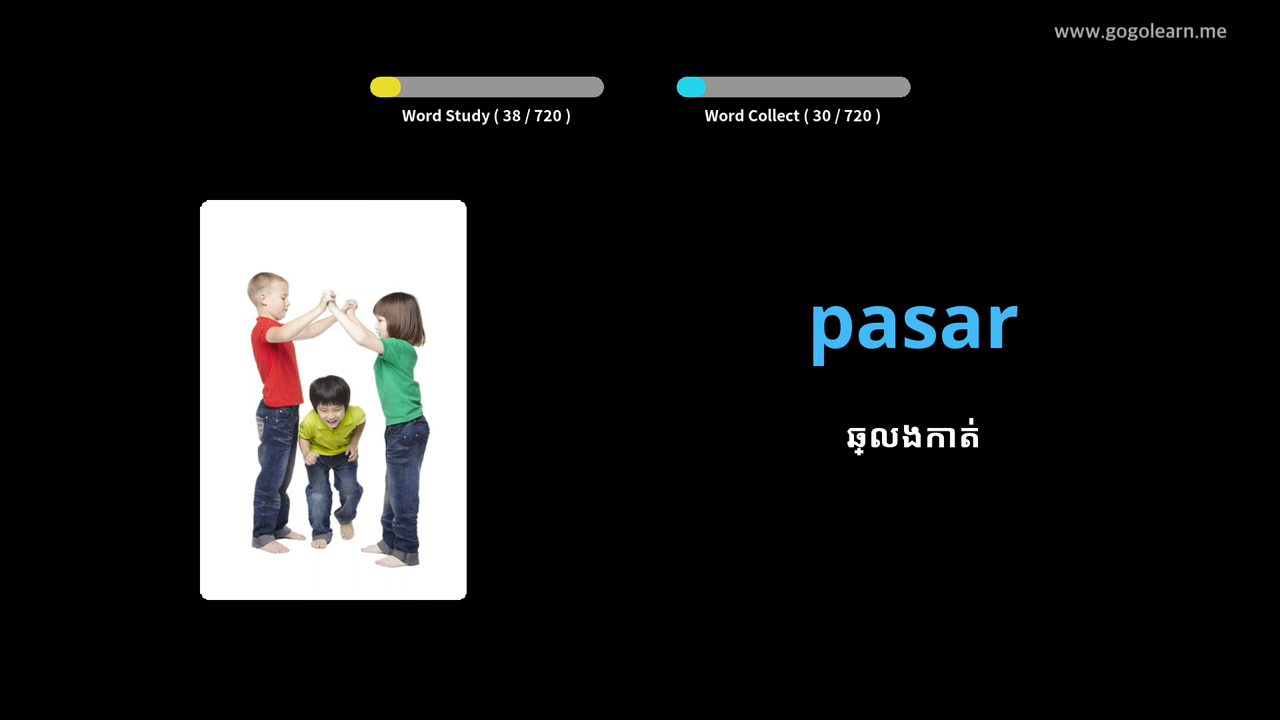 www.gogolearn.me
Word Study ( 38 / 720 )
Word Collect ( 30 / 720 )
pasar
ឆ្លងកាត់